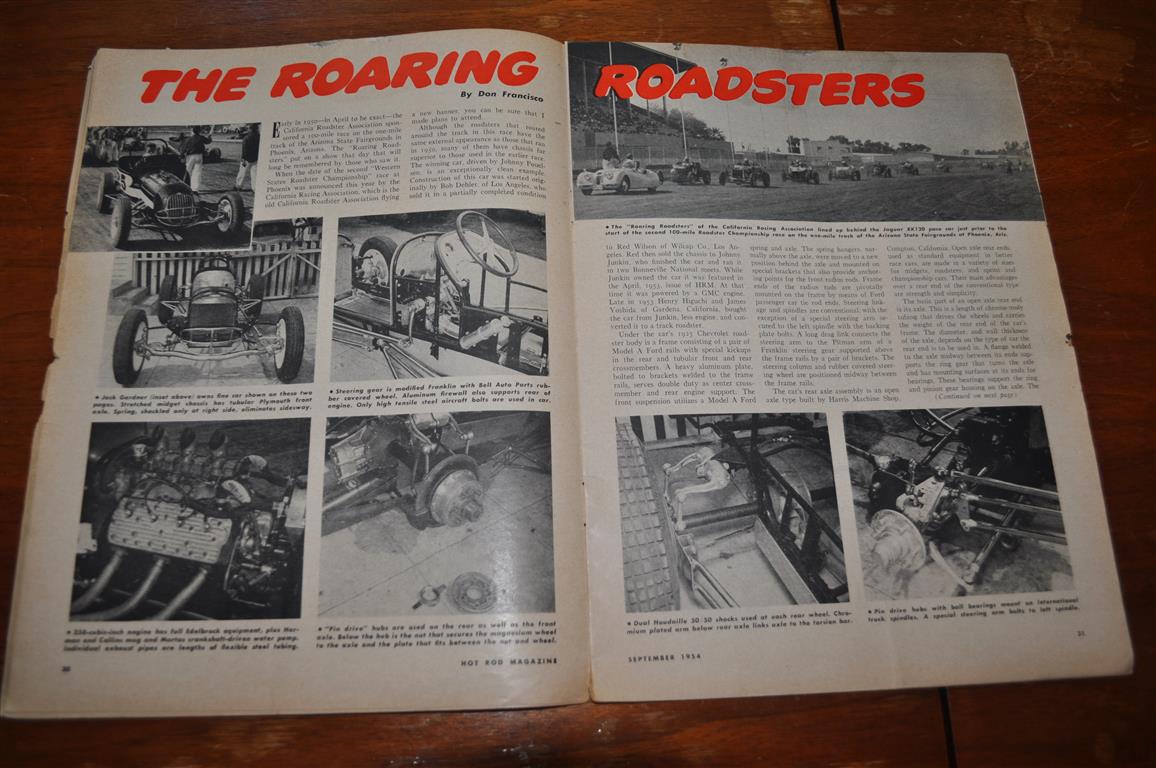 THE ROARING
By Don Francisco
Early in 1950—In April to be exact—the
California Roadster Association spon-
sored a 100-mile race on the one-mile
track of the Arizona State Fairgrounds in
Phoenix, Arizona. The "Roaring Road-
sters" put on a show that day that will
long be remembered by those who saw it.
When the date of the second "Western
States Roadster Championship" race at
Phoenix was announced this year by the
California Racing Association, which is the
old California Roadster Association flying
a new banner, you can be sure that I
made plans to attend.
Although the roadsters that roared
around the track in this race have the
same external appearance as those that ran
in 1950, many of them have chassis far
superior to those used in the earlier race.
The winning car, driven by Johnny Poue-
sen, is an exceptionally clean example.
Construction of this car was started orig-
inally by Bob Dehler, of Los Angeles, who
sold it in a partially completed condition
• Jack Gardner (inset above) owns fine car shown on these two
pages. Stretched midget chassis has tubular Plymouth front
axle. Spring, shackled only at right side, eliminates sidesway.
• Steering gear is modified Franklin with Bell Auto Parts rub-
ber covered wheel. Aluminum firewall also supports rear of
engine. Only high tensile steel aircraft bolts are used in car.
• 258-cubic-inch engine has full Edelbrock equipment, plus Har-
man and Collins mag and Martos crankshaft-driven water pump.
Individual exhaust pipes are lengths of flexible steel tubing.
• "Pin drive" hubs are used on the rear as well as the front
axle. Below the hub is the nut that secures the magnesium wheel
to the axle and the plate that fits between the nut and wheel.
HOT ROD MAGAZINE
ROADSTERS
• The "Roaring Roadsters" of the California Racing Association lined up behind the Jaguar XK120 pace car just prior to the
start of the second 100-mile Roadster Championship race on the one-mile track of the Arizona State Fairgrounds at Phoenix, Ariz.
to Red Wilson of Wilcap Co., Los An-
geles. Red then sold the chassis to Johnny
Junkin, who finished the car and ran it
in two Bonneville National meets. While
Junkin owned the car it was featured in
the April, 1953, issue of HRM. At that
time it was powered by a GMC engine.
Late in 1953 Henry Higuchi and James
Yoshida of Gardena, California, bought
the car from Junkin, less engine, and con-
verted it to a track roadster.
Under the car's 1925 Chevrolet road-
ster body is a frame consisting of a pair of
Model A Ford rails with special kickups
in the rear and tubular front and rear
crossmembers. A heavy aluminum plate,
bolted to brackets welded to the frame
rails, serves double duty as center cross-
member and rear engine support. The
front suspension utilizes a Model A Ford
spring and axle. The spring hangers, nor-
mally above the axle, were moved to a new
position behind the axle and mounted on
special brackets that also provide anchor-
ing points for the front radius rods. Frame
ends of the radius rods are pivotally
mounted on the frame by means of Ford
passenger car tie rod ends. Steering link-
age and spindles are conventional, with the
exception of a special steering arm se-
cured to the left spindle with the backing
plate bolts. A long drag link connects the
steering arm to the Pitman arm of a
Franklin steering gear supported above
the frame rails by a pair of brackets. The
steering column and rubber covered steer-
ing wheel are positioned midway between
the frame rails.
The car's rear axle assembly is an open
axle type built by Harris Machine Shop,
Compton, California. Open axle rear ends,
used as standard equipment in better
race cars, are made in a variety of sizes
for midgets, roadsters, and sprint and
championship cars. Their main advantages
over a rear end of the conventional type
are strength and simplicity.
The basic part of an open axle rear end
is its axle. This is a length of chrome-moly
tubing that drives the wheels and carries
the weight of the rear end of the car's
frame. The diameter and wall thickness
of the axle depends on the type of car the
rear end is to be used in. A flange welded
to the axle midway between its ends sup-
ports the ring gear that turns the axle
and has mounting surfaces at its ends for
bearings. These bearings support the ring
and pinion gear housing on the axle. The
(Continued on next page)
• Dual Houdaille 50/50 shocks used at each rear wheel. Chro-
mium plated arm below rear axle links axle to the torsion bar.
• Pin drive hubs with ball bearings mount on International
truck spindles. A special steering arm bolts to left spindle.
SEPTEMBER 1954
31